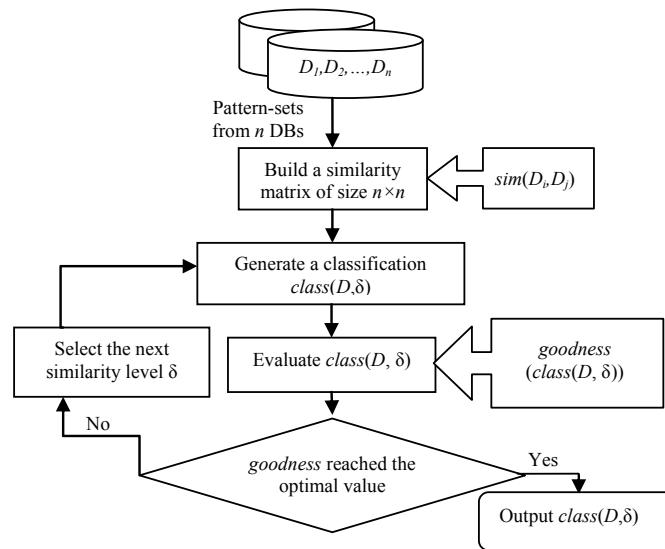 D1,D2,...,Dn
Pattern-sets
from n DBs
Build a similarity
matrix of size n×n
sim(Di,Dj)
Generate a classification
class(D,δ)
Select the next
similarity level δ
Evaluate class(D, δ)
goodness
(class(D, δ))
No
goodness reached the
optimal value
Yes
Output class(D,δ)